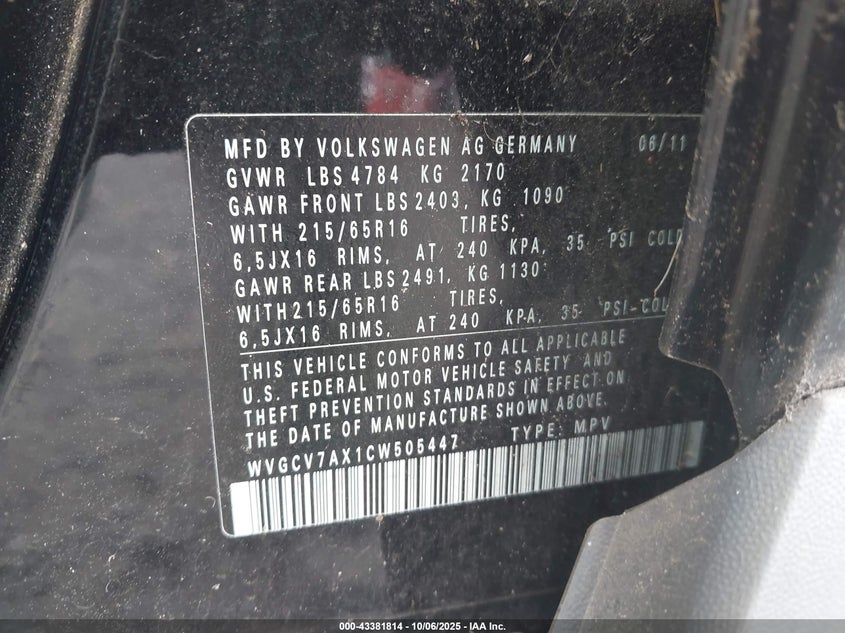 MFD BY VOLKSWAGEN AG GERMANY 06/11
GVWR LBS 4784 KG 2170
GAWR FRONT LBS 2403, KG 1090
WITH 215/65R16 TIRES,
6,5JX16 RIMS, AT 240 KPA, 35 PSI COLD
GAWR REAR LBS 2491, KG 1130
WITH215/65R16 TIRES,
6,5JX16 RIMS, AT 240 KPA, 35 PSI-COLD
THIS VEHICLE CONFORMS TO ALL APPLICABLE
U.S. FEDERAL MOTOR VEHICLE SAFETY AND
THEFT PREVENTION STANDARDS IN EFFECT ON
THE DATE OF MANUFACTURE SHOWN ABOVE.
WVGCV7AX1CW505447 TYPE: MPV
000-43381814 - 10/06/2025 - IAA Inc.